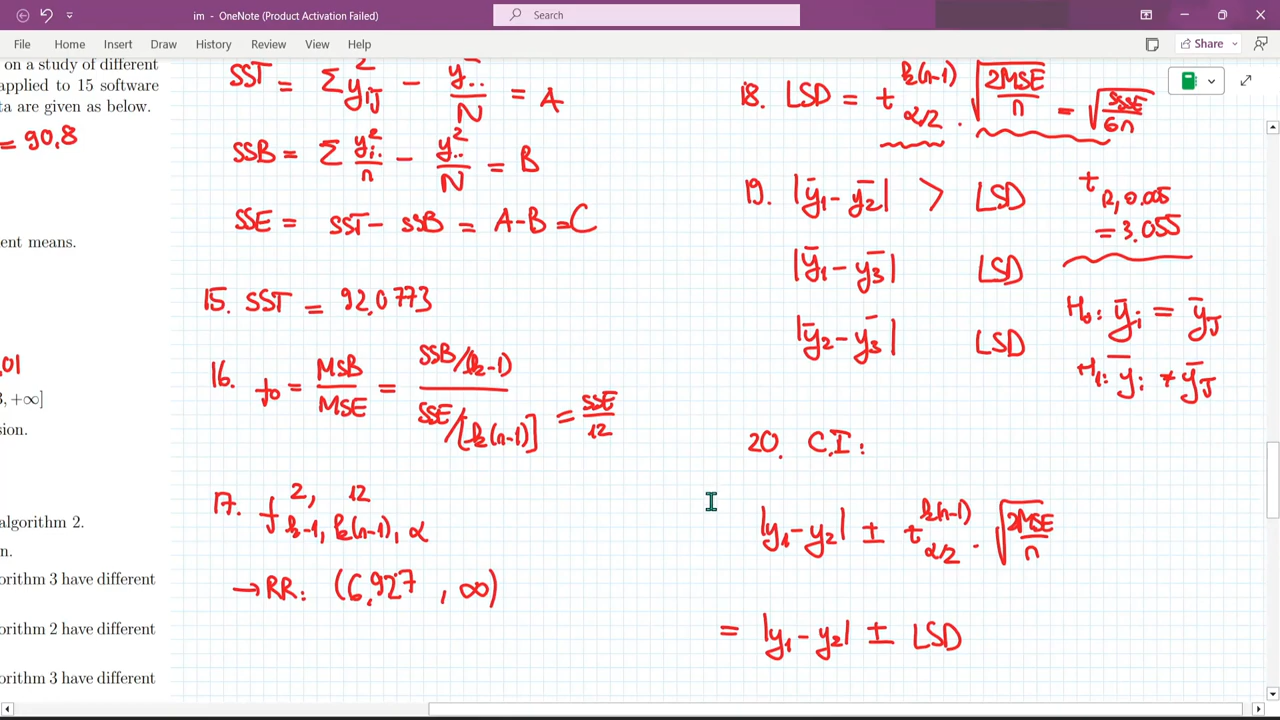 im - OneNote (Product Activation Failed)
Search
File Home Insert Draw History Review View Help
Share
on a study of different
applied to 15 software
ta are given as below.
= 90,8
ent means.
,01
3, +∞]
sion.
algorithm 2.
n.
orithm 3 have different
orithm 2 have different
orithm 3 have different
SST = Σ y²ᵢⱼ - y²../N = A
SSB = Σ y²ᵢ./n - y²../N = B
SSE = SST - SSB = A-B = C
15. SST = 92,0773
16. f₀ = MSB/MSE = SSB/(k-1) / SSE/[k(n-1)] = SSE/12
17. f 2, 12 k-1, k(n-1), α
→ RR: (6,927, ∞)
18. LSD = t k(n-1) α/2 . √(2MSE/n) = √(SSE/6n)
19. |ȳ₁ - ȳ₂| > LSD
|ȳ₁ - ȳ₃| LSD
|ȳ₂ - ȳ₃| LSD
t 12, 0.005
= 3.055
H₀: ȳᵢ = ȳⱼ
H₁: ȳᵢ ≠ ȳⱼ
20. C.I:
|y₁ - y₂| ± t k(n-1) α/2 . √(2MSE/n)
= |y₁ - y₂| ± LSD